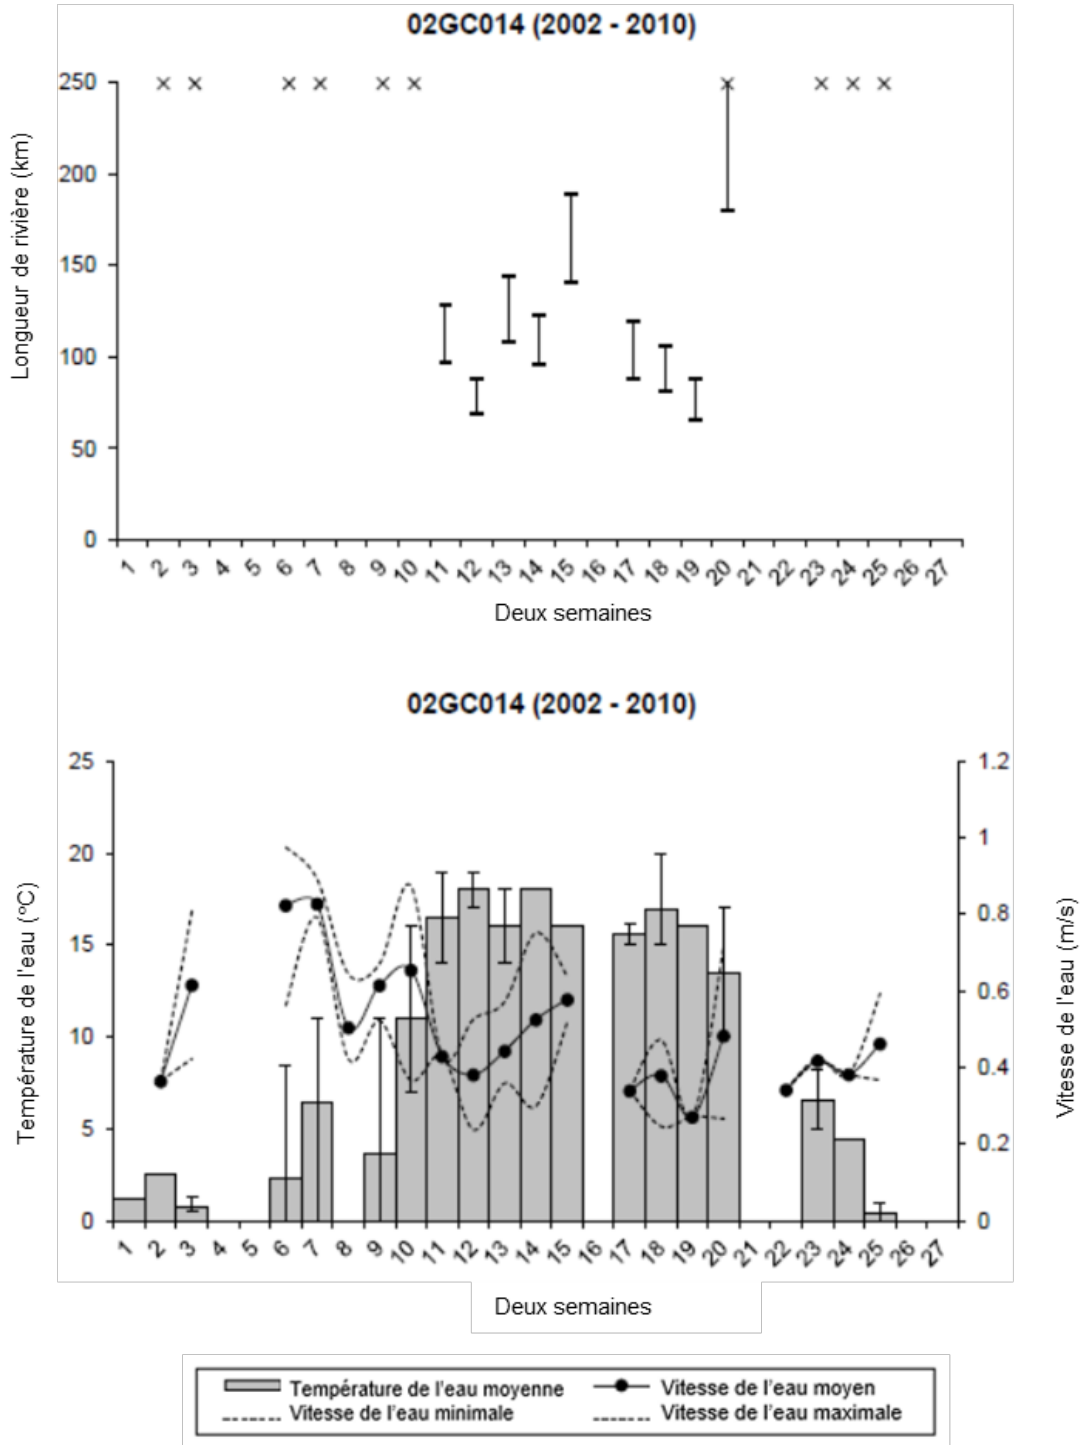 02GC014 (2002 - 2010)
Longueur de rivière (km)
250
200
150
100
50
0
1 2 3 4 5 6 7 8 9 10 11 12 13 14 15 16 17 18 19 20 21 22 23 24 25 26 27
Deux semaines
02GC014 (2002 - 2010)
Température de l'eau (°C)
25
20
15
10
5
0
Vitesse de l'eau (m/s)
1.2
1
0.8
0.6
0.4
0.2
0
1 2 3 4 5 6 7 8 9 10 11 12 13 14 15 16 17 18 19 20 21 22 23 24 25 26 27
Deux semaines
Température de l'eau moyenne Vitesse de l'eau moyen
Vitesse de l'eau minimale Vitesse de l'eau maximale